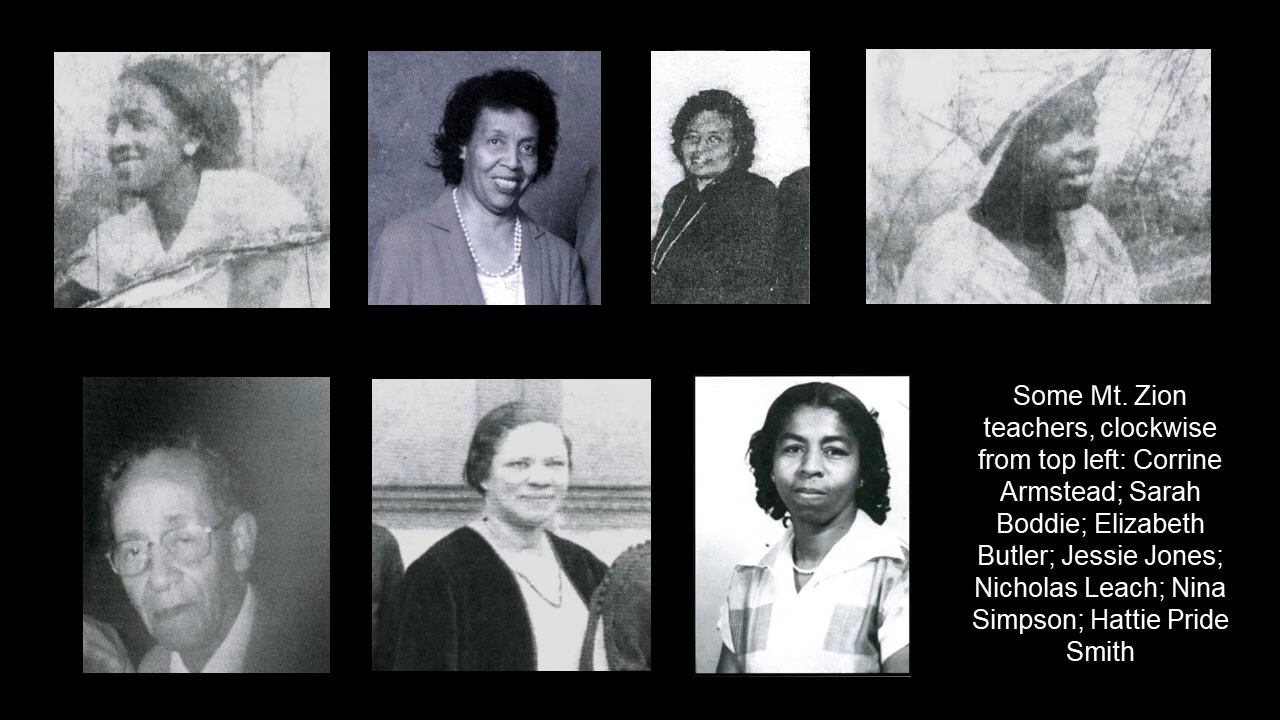 Some Mt. Zion
teachers, clockwise
from top left: Corrine
Armstead; Sarah
Boddie; Elizabeth
Butler; Jessie Jones;
Nicholas Leach; Nina
Simpson; Hattie Pride
Smith